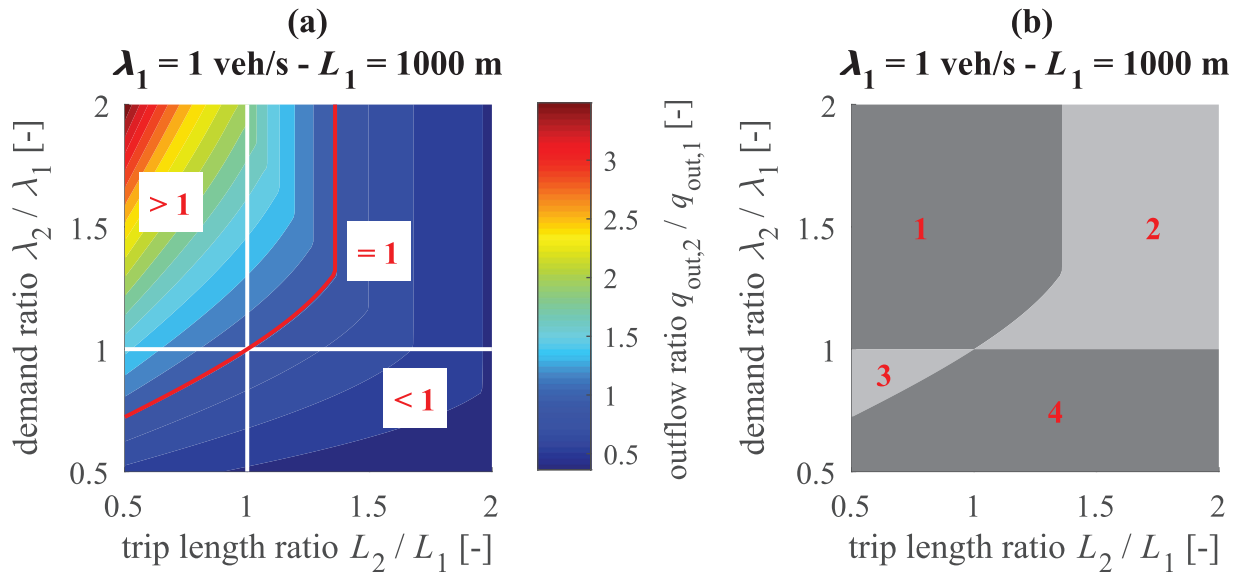 (a)
λ1 = 1 veh/s - L1 = 1000 m
demand ratio λ2 / λ1 [-]
2
1.5
1
0.5
> 1
= 1
< 1
0.5 1 1.5 2
trip length ratio L2 / L1 [-]
3
2.5
2
1.5
1
0.5
outflow ratio qout,2 / qout,1 [-]
(b)
λ1 = 1 veh/s - L1 = 1000 m
demand ratio λ2 / λ1 [-]
2
1.5
1
0.5
1
2
3
4
0.5 1 1.5 2
trip length ratio L2 / L1 [-]